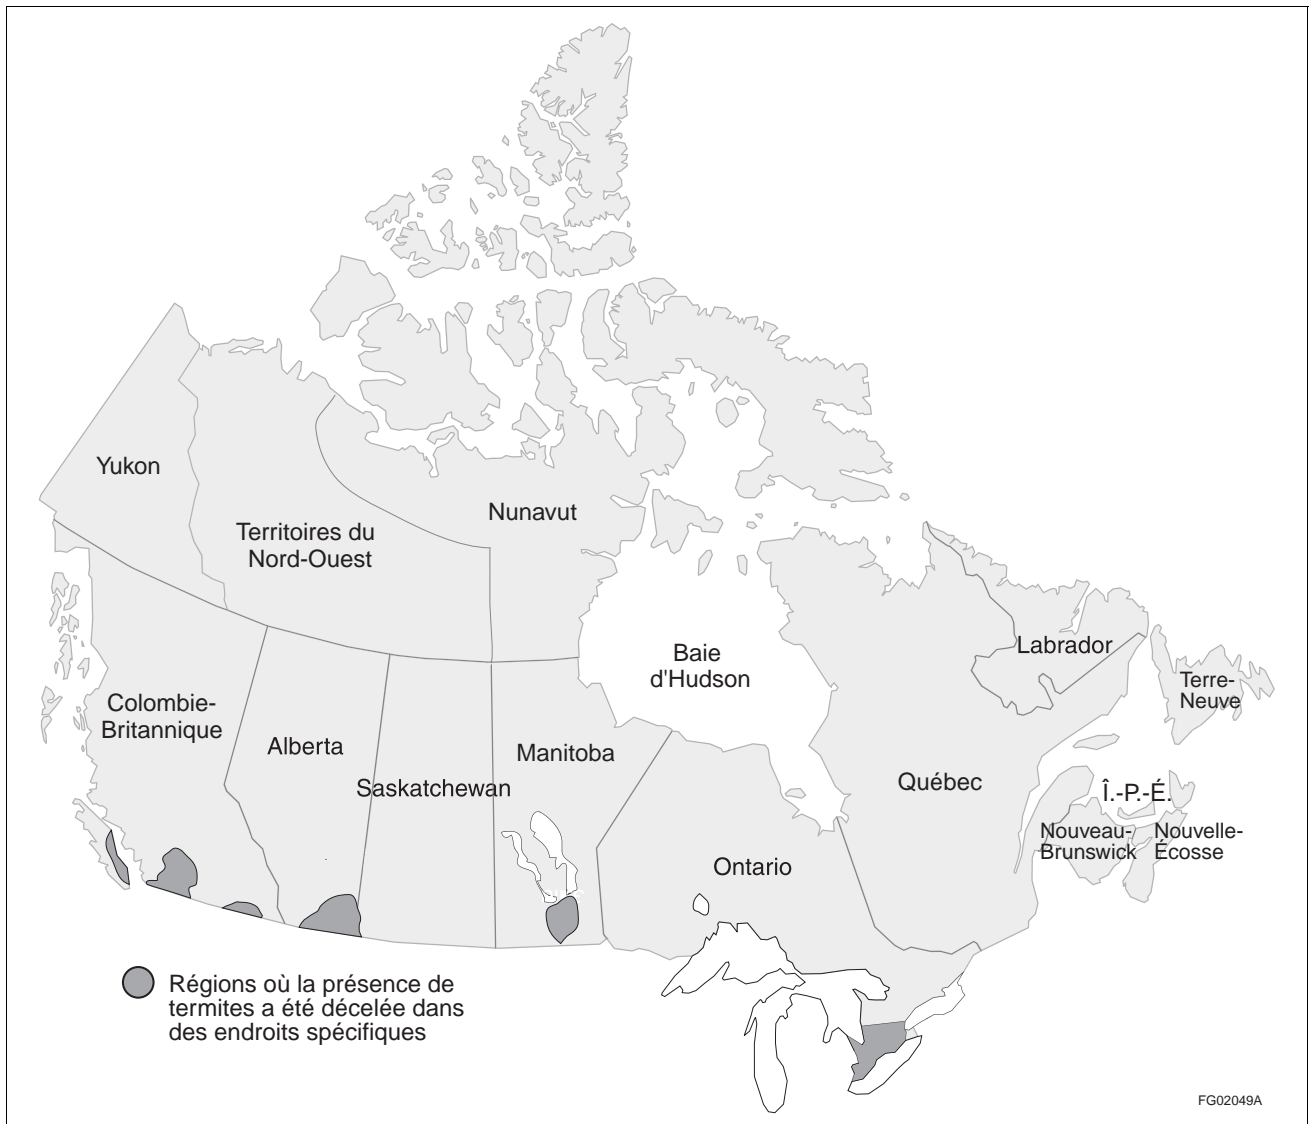 Yukon
Territoires du
Nord-Ouest
Nunavut
Baie
d'Hudson
Labrador
Terre-
Neuve
Colombie-
Britannique
Alberta
Saskatchewan
Manitoba
Québec
Î.-P.-É.
Nouveau-
Brunswick
Nouvelle-
Écosse
Ontario
Régions où la présence de
termites a été décelée dans
des endroits spécifiques
FG02049A